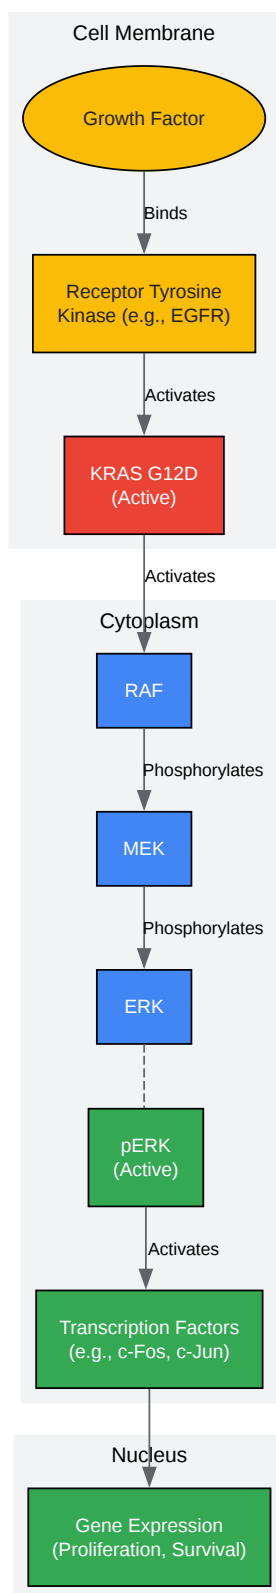 Cell Membrane
Growth Factor
Binds
Receptor Tyrosine
Kinase (e.g., EGFR)
Activates
KRAS G12D
(Active)
Activates
Cytoplasm
RAF
Phosphorylates
MEK
Phosphorylates
ERK
pERK
(Active)
Activates
Transcription Factors
(e.g., c-Fos, c-Jun)
Nucleus
Gene Expression
(Proliferation, Survival)